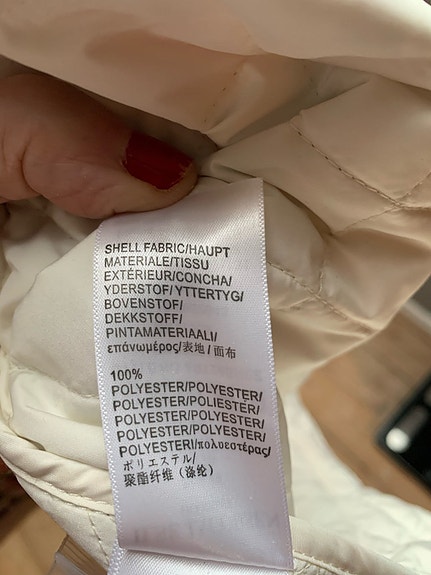 SHELL FABRIC/HAUPT
MATERIALE/TISSU
EXTÉRIEUR/CONCHA/
YDERSTOF/YTTERTYG/
BOVENSTOF/
DEKKSTOFF/
PINTAMATERIAALI/
επάνωμέρος/表地/面布
100%
POLYESTER/POLYESTER/
POLYESTER/POLIESTER/
POLYESTER/POLYESTER/
POLYESTER/POLYESTER/
POLYESTERI/πολυεστέρας/
ポリエステル/
聚酯纤维（涤纶）